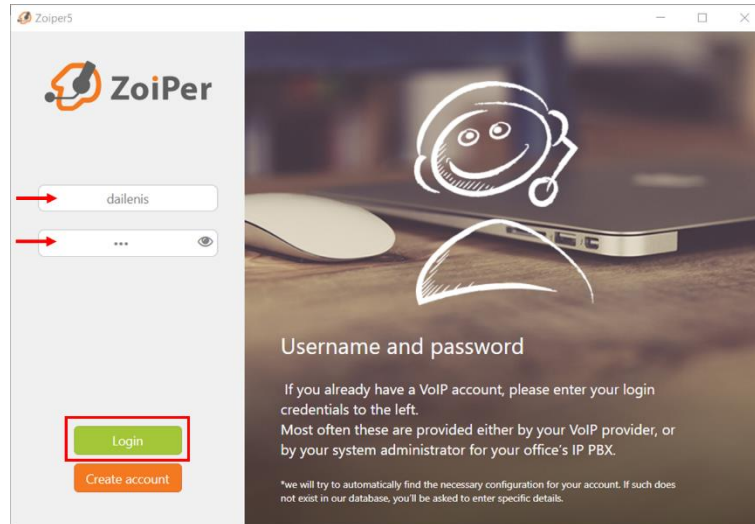 Zoiper5
ZoiPer
dailenis
•••
Login
Create account
Username and password
If you already have a VoIP account, please enter your login
credentials to the left.
Most often these are provided either by your VoIP provider, or
by your system administrator for your office's IP PBX.
*we will try to automatically find the necessary configuration for your account. If such does
not exist in our database, you'll be asked to enter specific details.